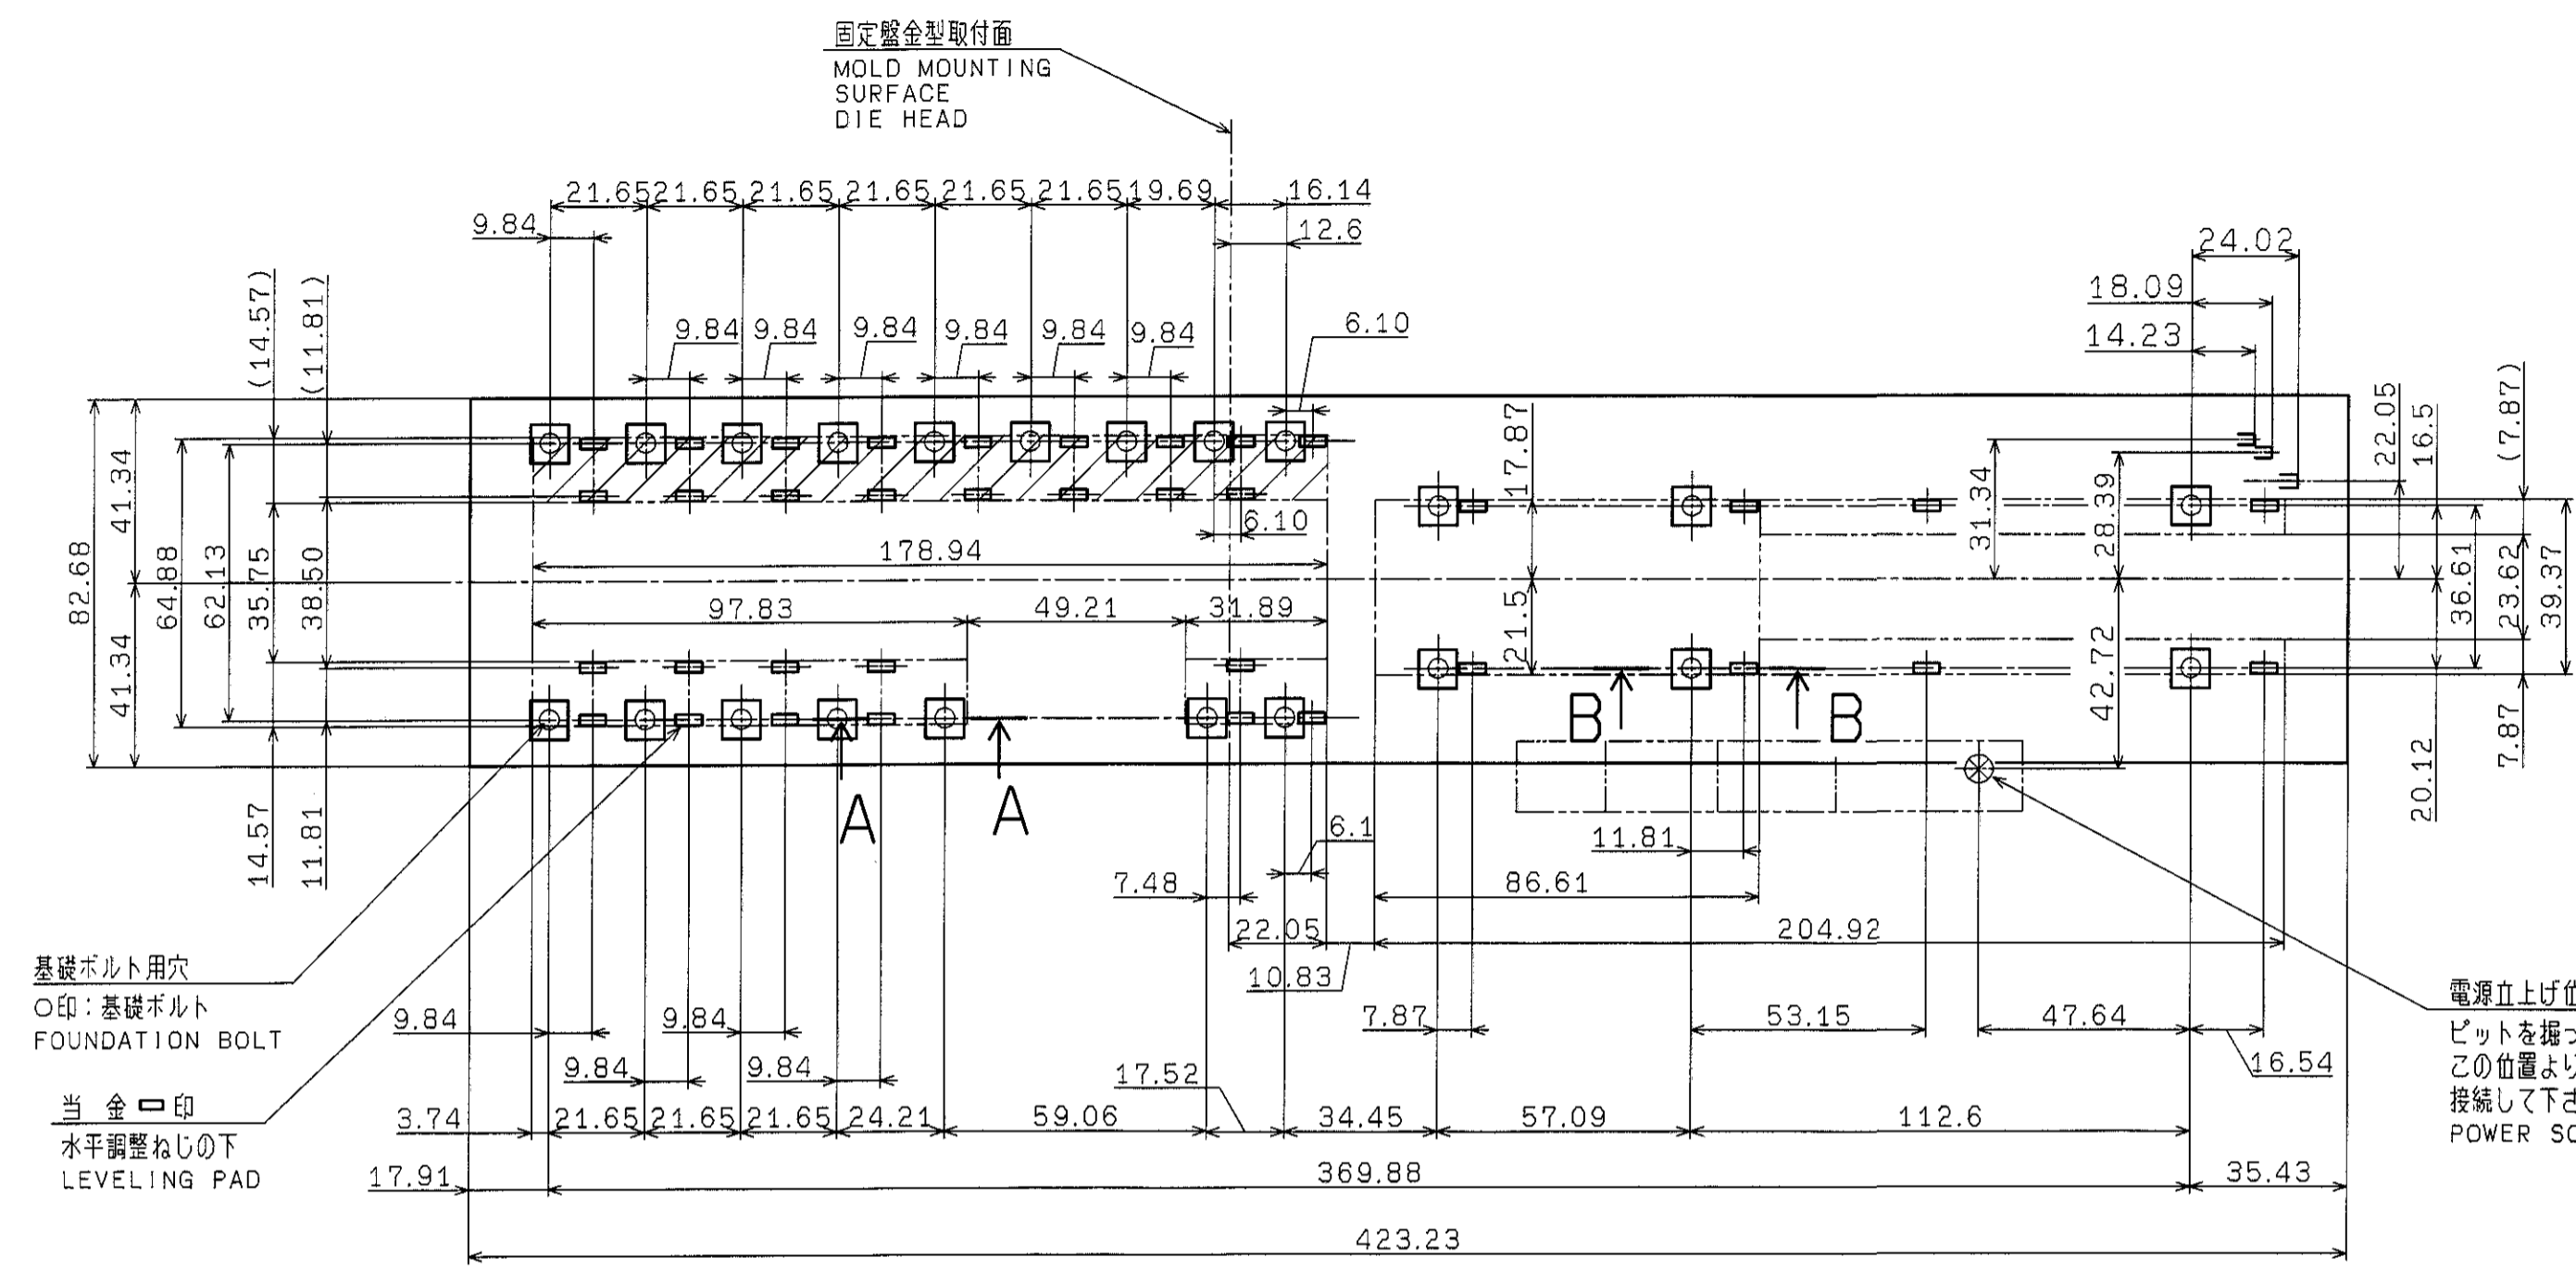 固定盤金型取付面
MOLD MOUNTING
SURFACE
DIE HEAD
21.65 21.65 21.65 21.65 21.65 21.65 19.69 16.14
9.84 12.6 24.02
18.09
14.23
(14.57) (11.81) 9.84 9.84 9.84 9.84 9.84 9.84 6.10
(7.87)
82.68 41.34 41.34 64.88 62.13 35.75 38.50
17.87 31.34 28.39 22.05 16.5
6.10
178.94
97.83 49.21 31.89
21.5 42.72 36.61 23.62 39.37
B B
14.57 11.81 A A 20.12 7.87
6.1 11.81
7.48 86.61
22.05 204.92
10.83
基礎ボルト用穴
○印:基礎ボルト
FOUNDATION BOLT
9.84 9.84 7.87 53.15 47.64
9.84 9.84 17.52 16.54
電源立上げ位
ピットを掘っ
この位置より
接続して下さ
POWER SO
当 金 印
水平調整ねじの下
LEVELING PAD
3.74 21.65 21.65 21.65 24.21 59.06 34.45 57.09 112.6
17.91 369.88 35.43
423.23